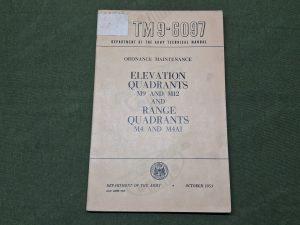 TM 9-6097
DEPARTMENT OF THE ARMY TECHNICAL MANUAL
ORDNANCE MAINTENANCE
ELEVATION
QUADRANTS
M9 AND M12
AND
RANGE
QUADRANTS
M4 AND M4A1
DEPARTMENT OF THE ARMY • OCTOBER 1953